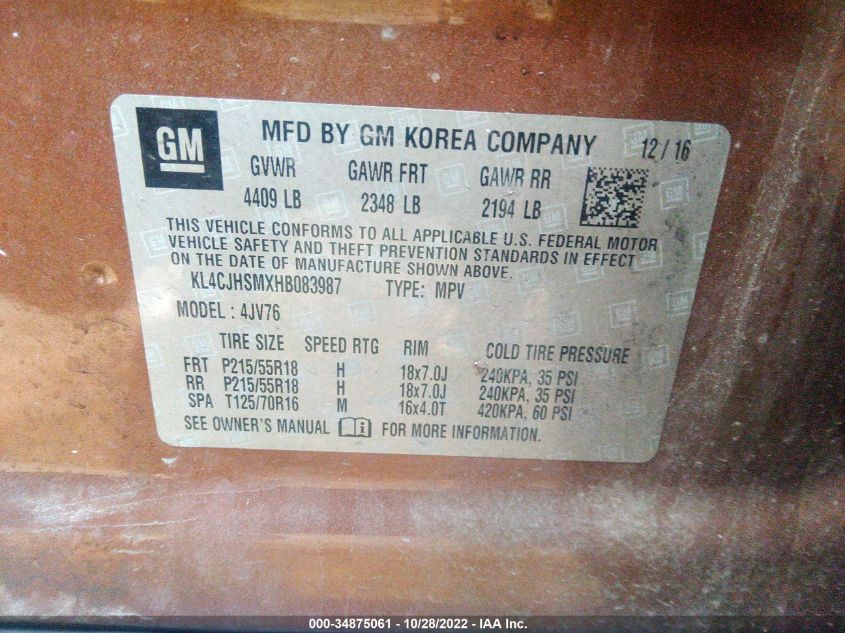 GM
MFD BY GM KOREA COMPANY 12 / 16
GVWR GAWR FRT GAWR RR
4409 LB 2348 LB 2194 LB
THIS VEHICLE CONFORMS TO ALL APPLICABLE U.S. FEDERAL MOTOR
VEHICLE SAFETY AND THEFT PREVENTION STANDARDS IN EFFECT
ON THE DATE OF MANUFACTURE SHOWN ABOVE.
KL4CJHSMXHB083987 TYPE: MPV
MODEL : 4JV76
TIRE SIZE SPEED RTG RIM COLD TIRE PRESSURE
FRT P215/55R18 H 18x7.0J 240KPA, 35 PSI
RR P215/55R18 H 18x7.0J 240KPA, 35 PSI
SPA T125/70R16 M 16x4.0T 420KPA, 60 PSI
SEE OWNER'S MANUAL FOR MORE INFORMATION.
000-34875061 - 10/28/2022 - IAA Inc.